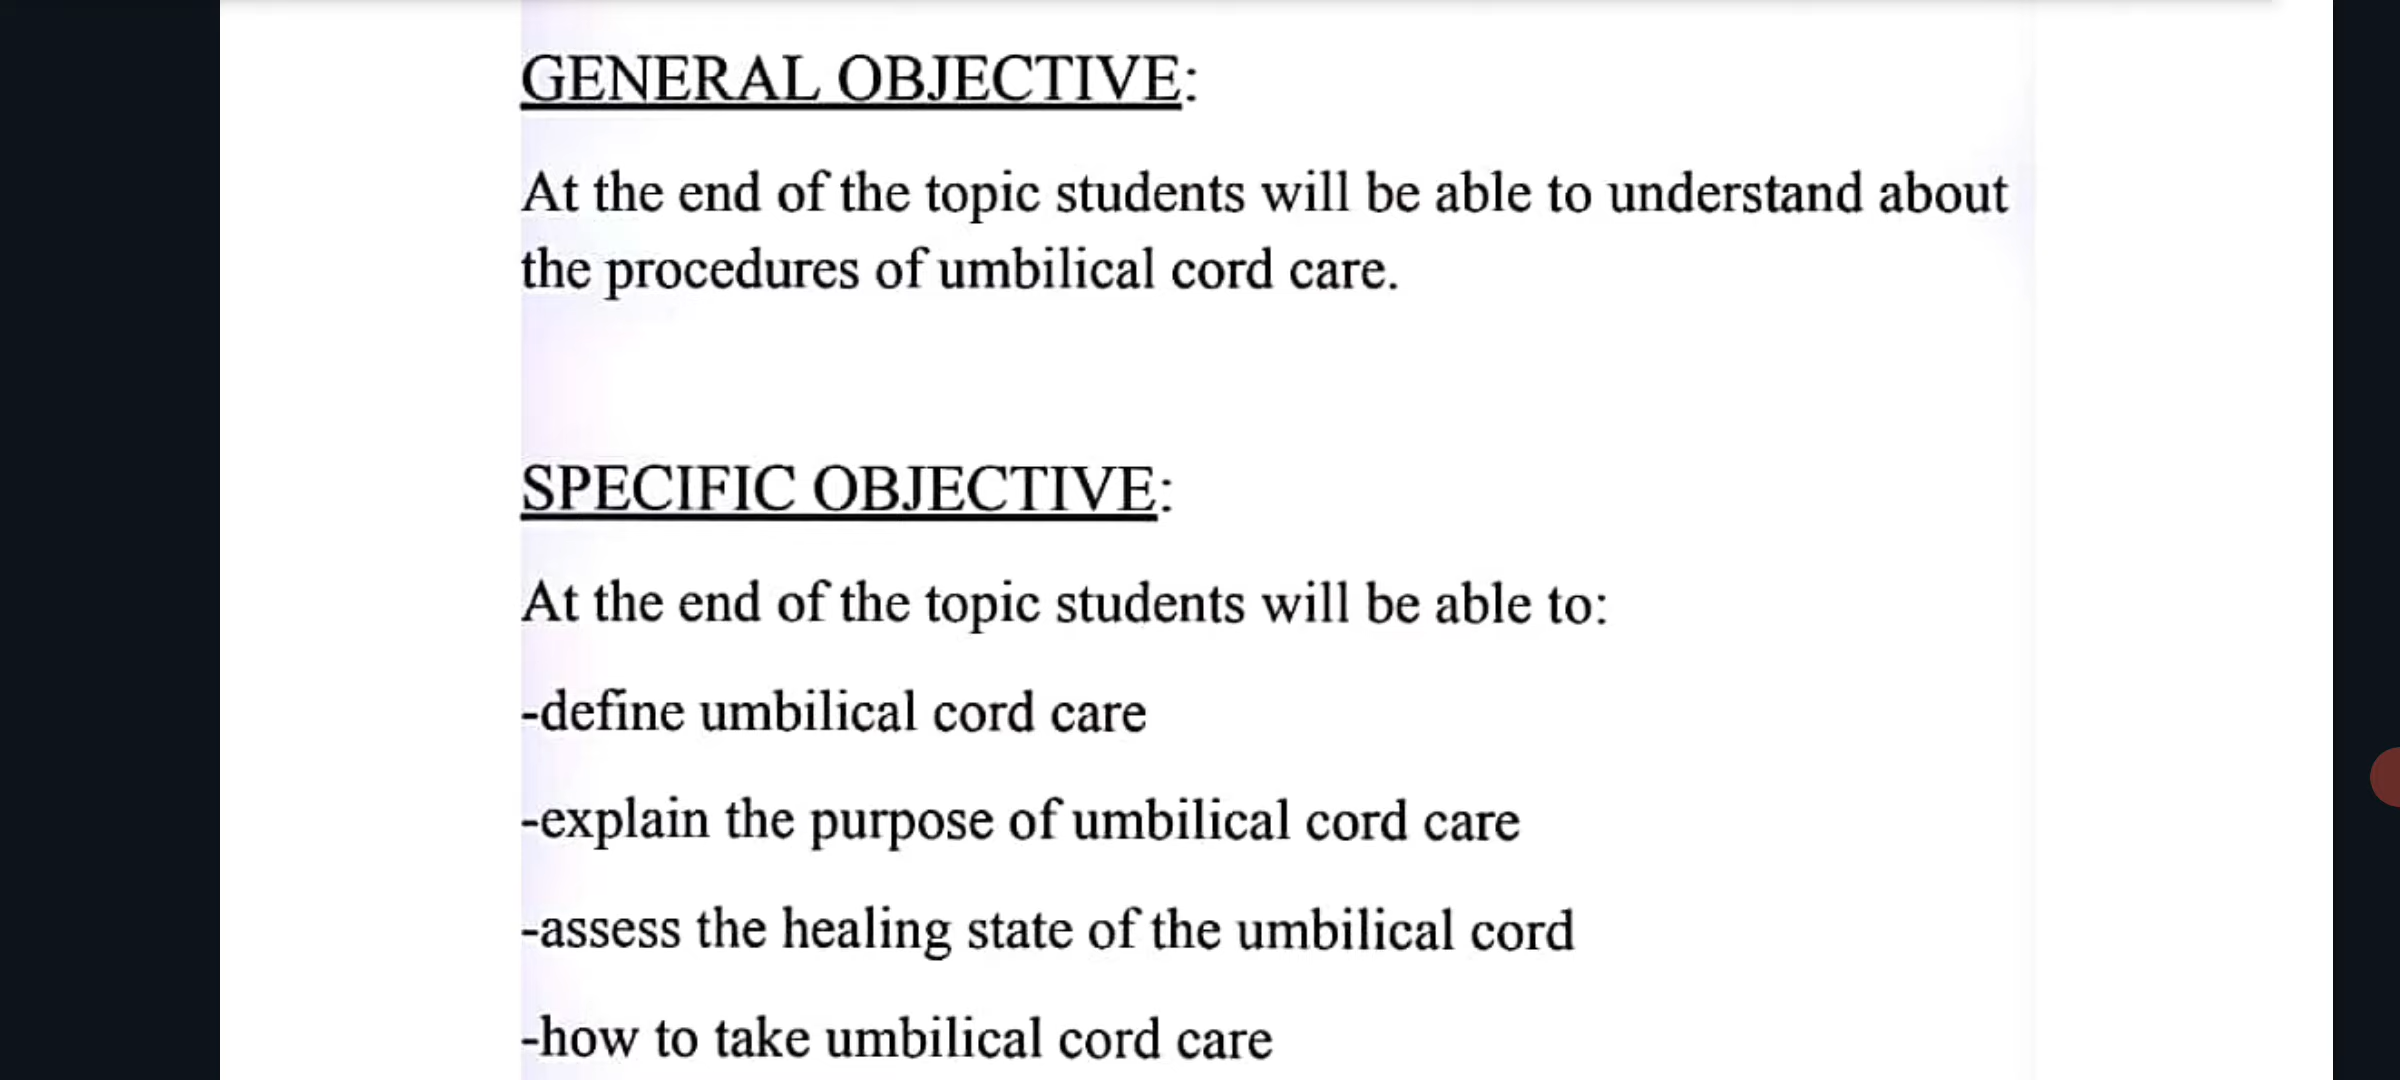 GENERAL OBJECTIVE:
At the end of the topic students will be able to understand about
the procedures of umbilical cord care.
SPECIFIC OBJECTIVE:
At the end of the topic students will be able to:
-define umbilical cord care
-explain the purpose of umbilical cord care
-assess the healing state of the umbilical cord
-how to take umbilical cord care